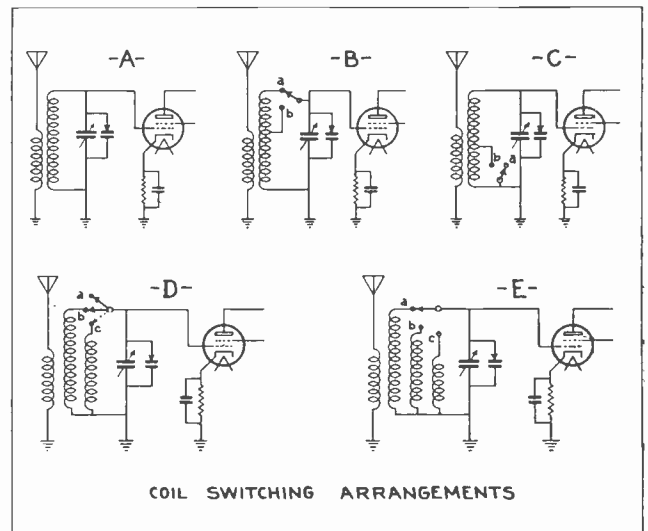 -A-
-B-
a
b
-C-
b
a
-D-
a
b
c
-E-
a
b
c
COIL SWITCHING ARRANGEMENTS